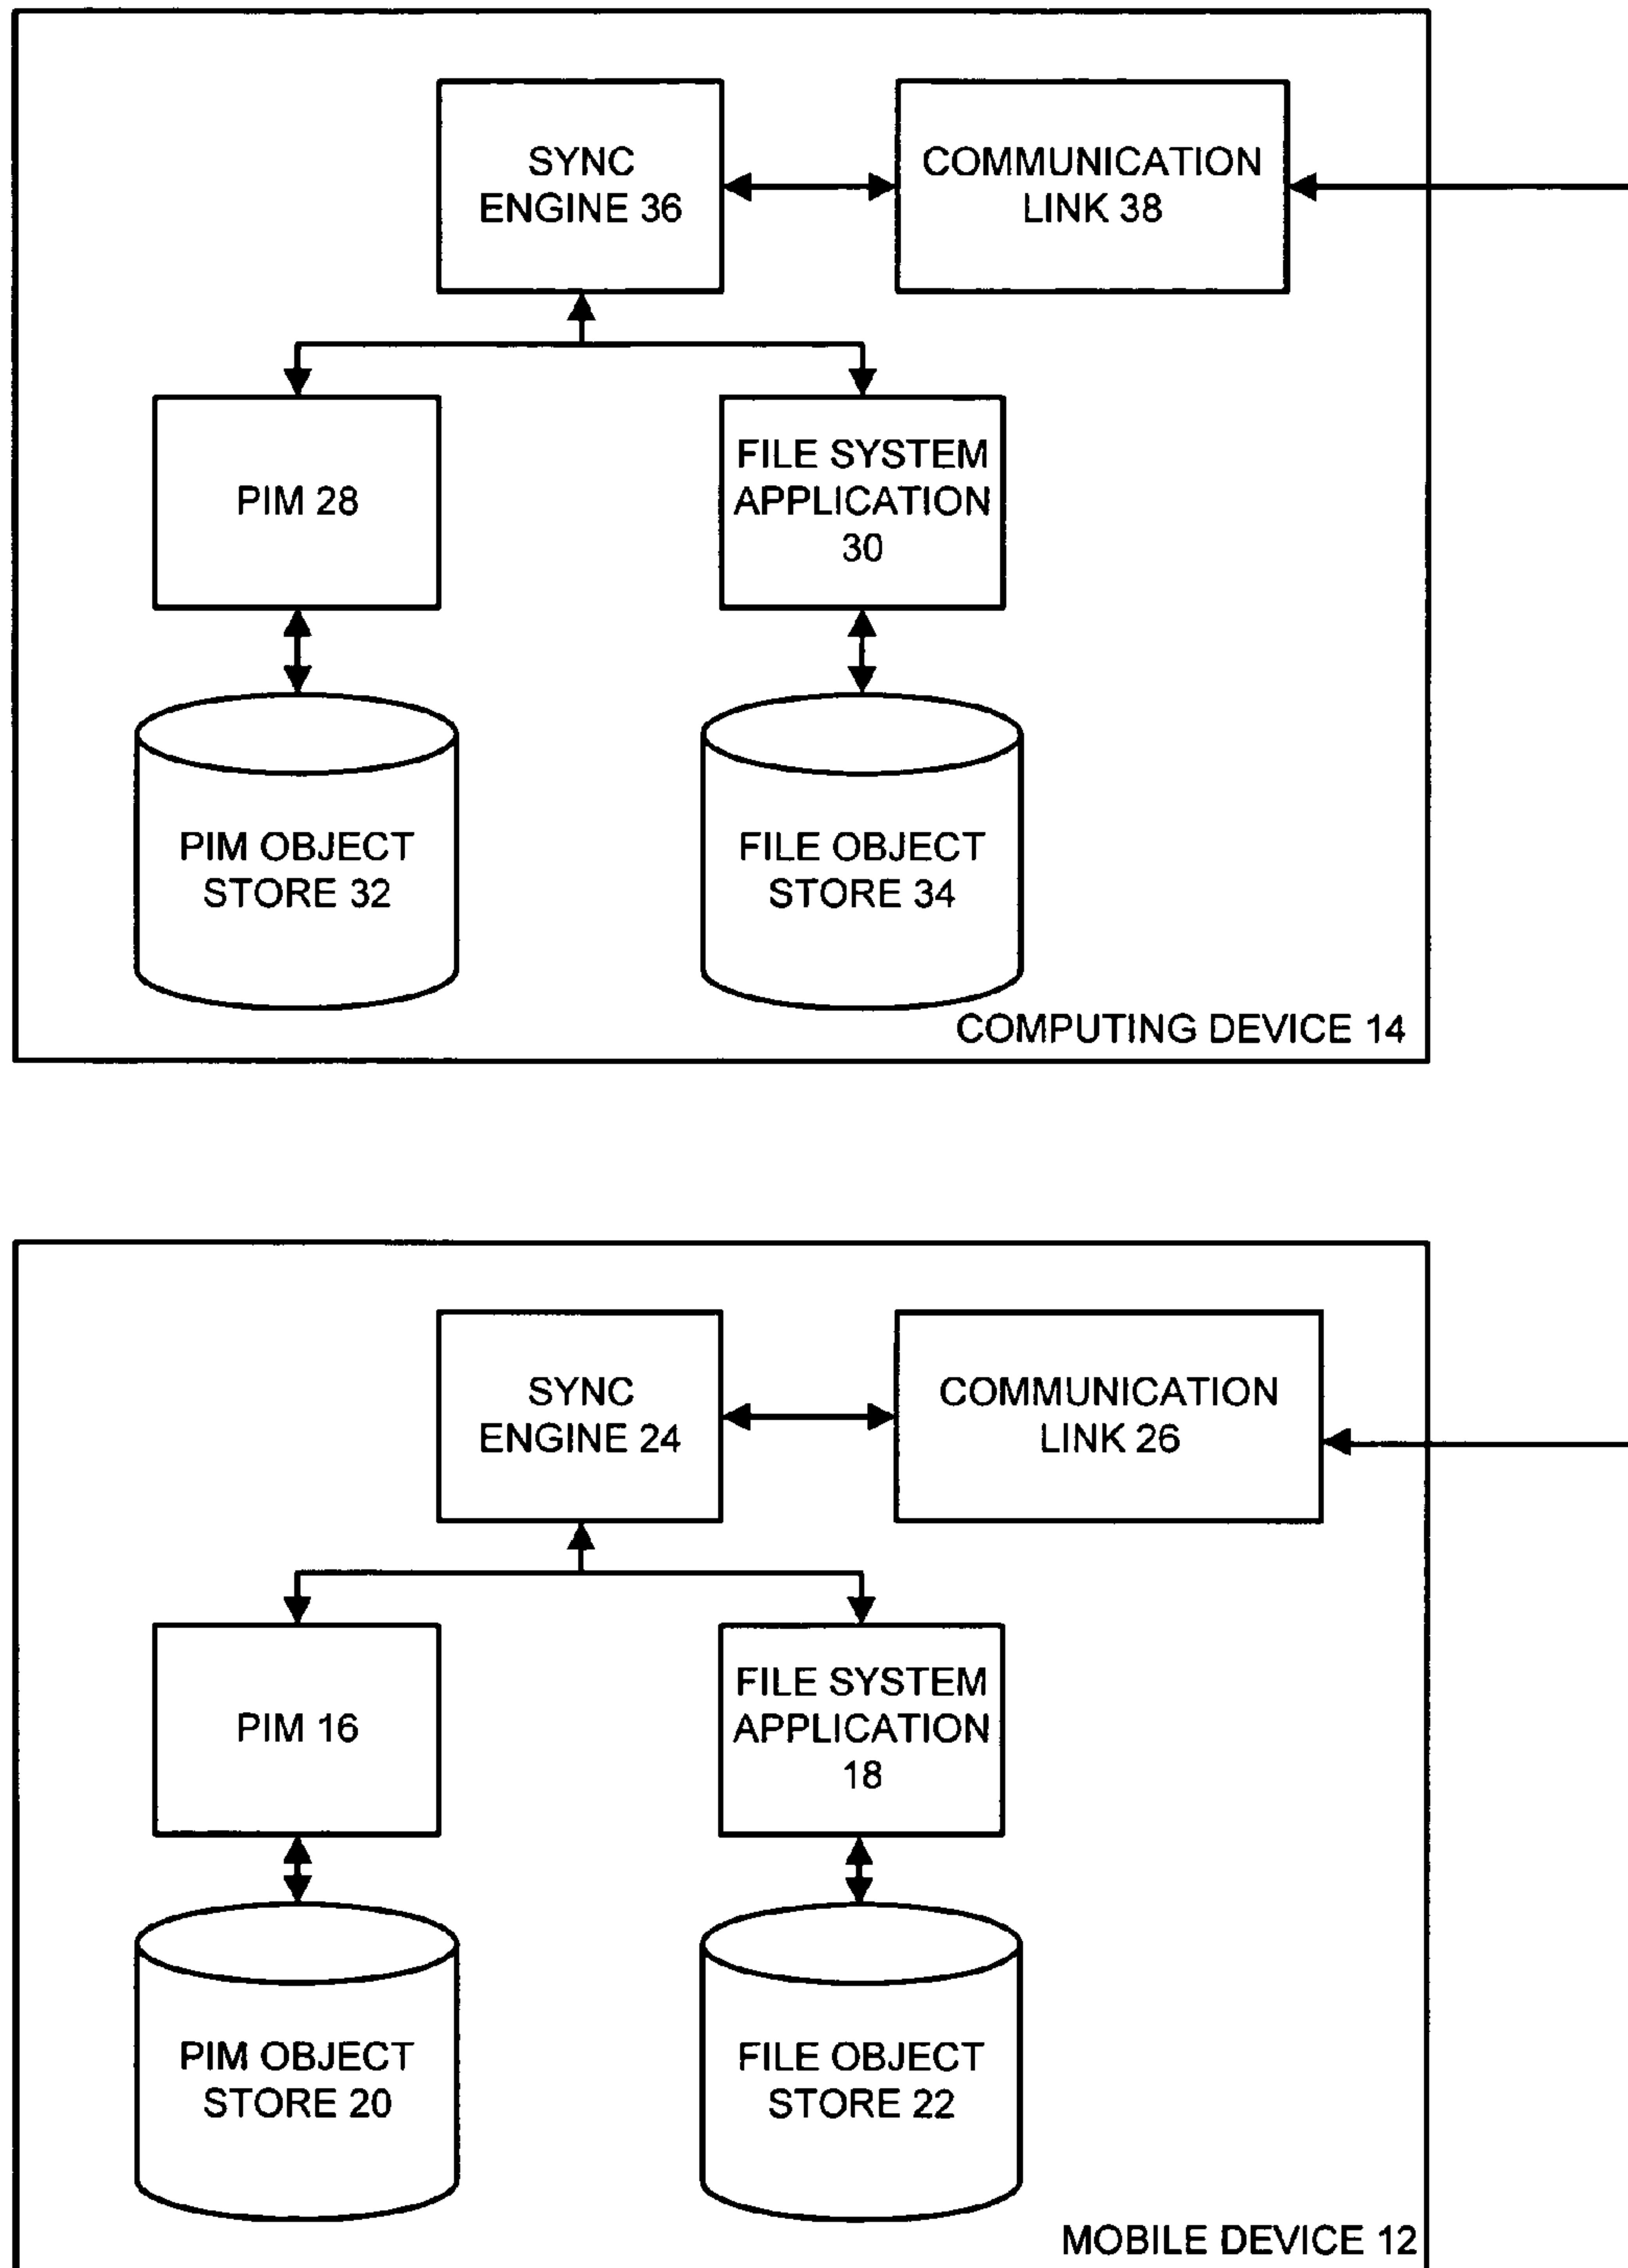 SYNC
ENGINE 36
COMMUNICATION
LINK 38
PIM 28
FILE SYSTEM
APPLICATION
30
PIM OBJECT
STORE 32
FILE OBJECT
STORE 34
COMPUTING DEVICE 14
SYNC
ENGINE 24
COMMUNICATION
LINK 26
PIM 16
FILE SYSTEM
APPLICATION
18
PIM OBJECT
STORE 20
FILE OBJECT
STORE 22
MOBILE DEVICE 12